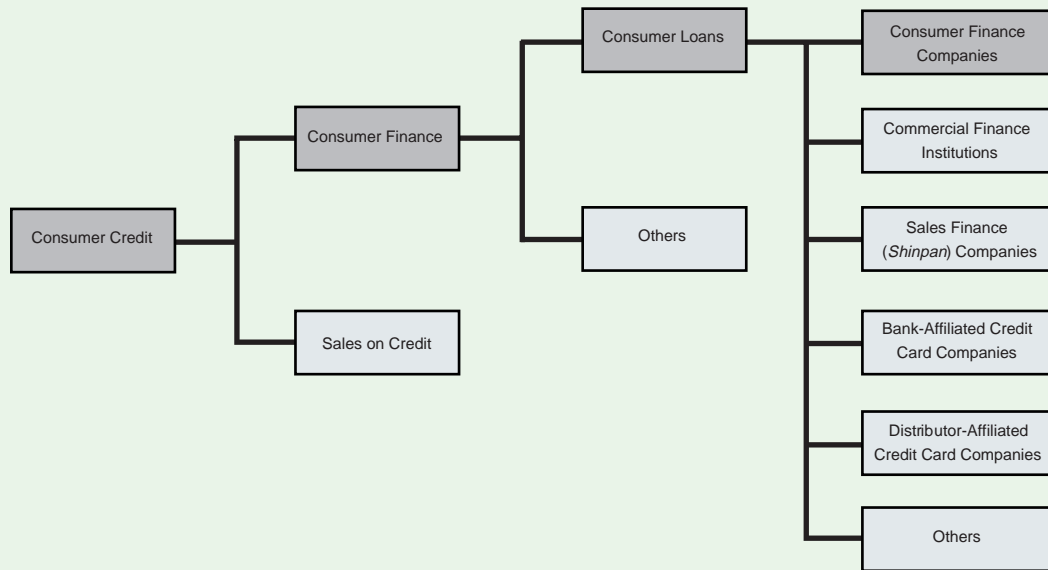 Consumer Credit
Consumer Finance
Sales on Credit
Consumer Loans
Others
Consumer Finance
Companies
Commercial Finance
Institutions
Sales Finance
(Shinpan) Companies
Bank-Affiliated Credit
Card Companies
Distributor-Affiliated
Credit Card Companies
Others